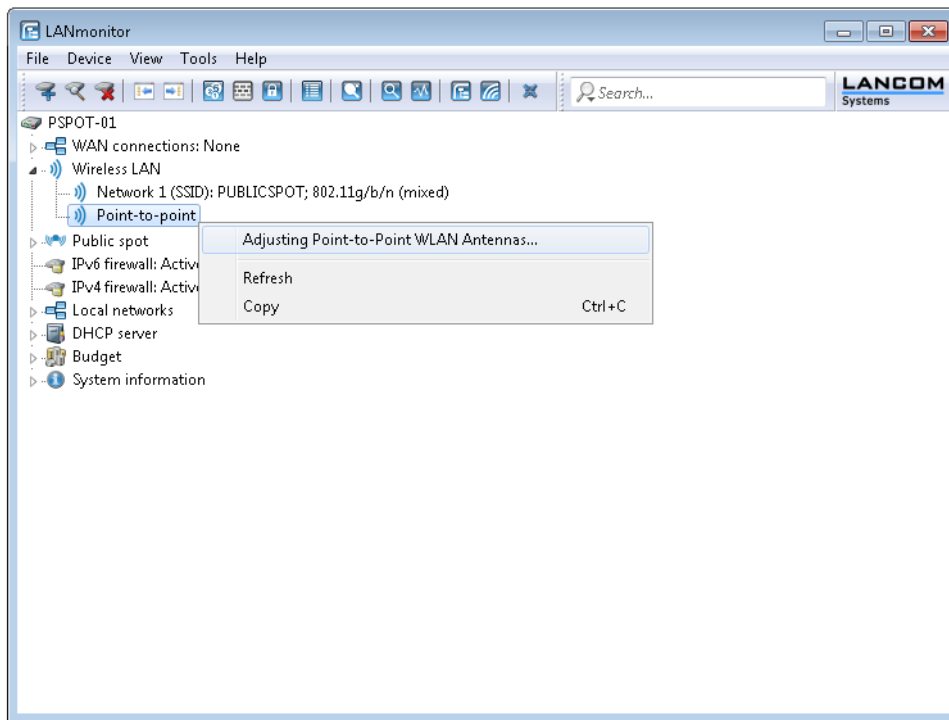 LANmonitor
File Device View Tools Help
Search...
LANCOM
Systems
PSPOT-01
WAN connections: None
Wireless LAN
Network 1 (SSID): PUBLICSPOT; 802.11g/b/n (mixed)
Point-to-point
Adjusting Point-to-Point WLAN Antennas...
Public spot
IPv6 firewall: Activ
Refresh
IPv4 firewall: Activ
Copy Ctrl+C
Local networks
DHCP server
Budget
System information